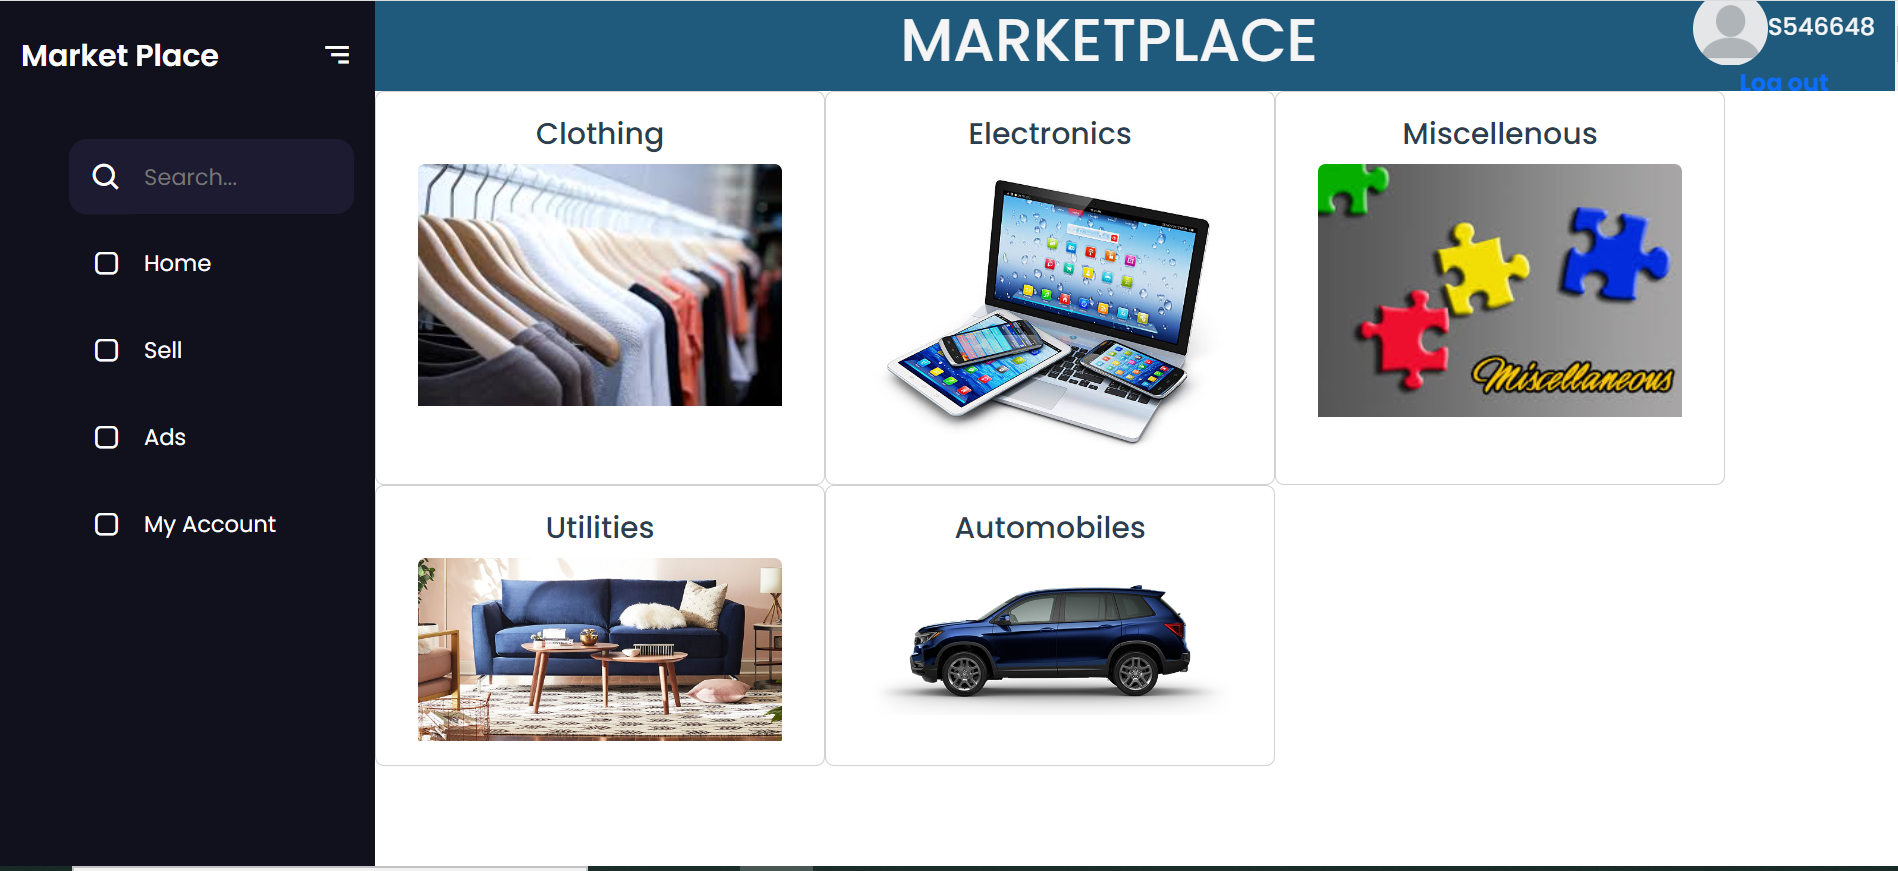 Market Place
MARKETPLACE
S546648
Log out
Search...
Home
Sell
Ads
My Account
Clothing
Electronics
Miscellenous
Miscellaneous
Utilities
Automobiles